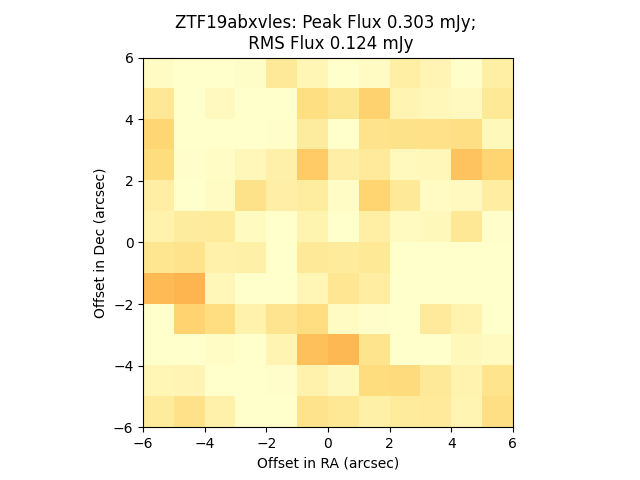 ZTF19abxvles: Peak Flux 0.303 mJy;
RMS Flux 0.124 mJy
6
4
2
0
−2
−4
−6
Offset in Dec (arcsec)
−6 −4 −2 0 2 4 6
Offset in RA (arcsec)